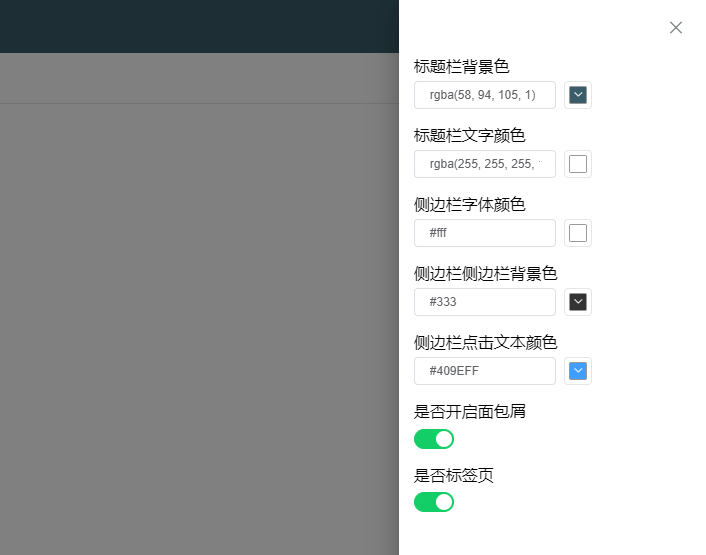 标题栏背景色
rgba(58, 94, 105, 1)
标题栏文字颜色
rgba(255, 255, 255,
侧边栏字体颜色
#fff
侧边栏侧边栏背景色
#333
侧边栏点击文本颜色
#409EFF
是否开启面包屑
是否标签页